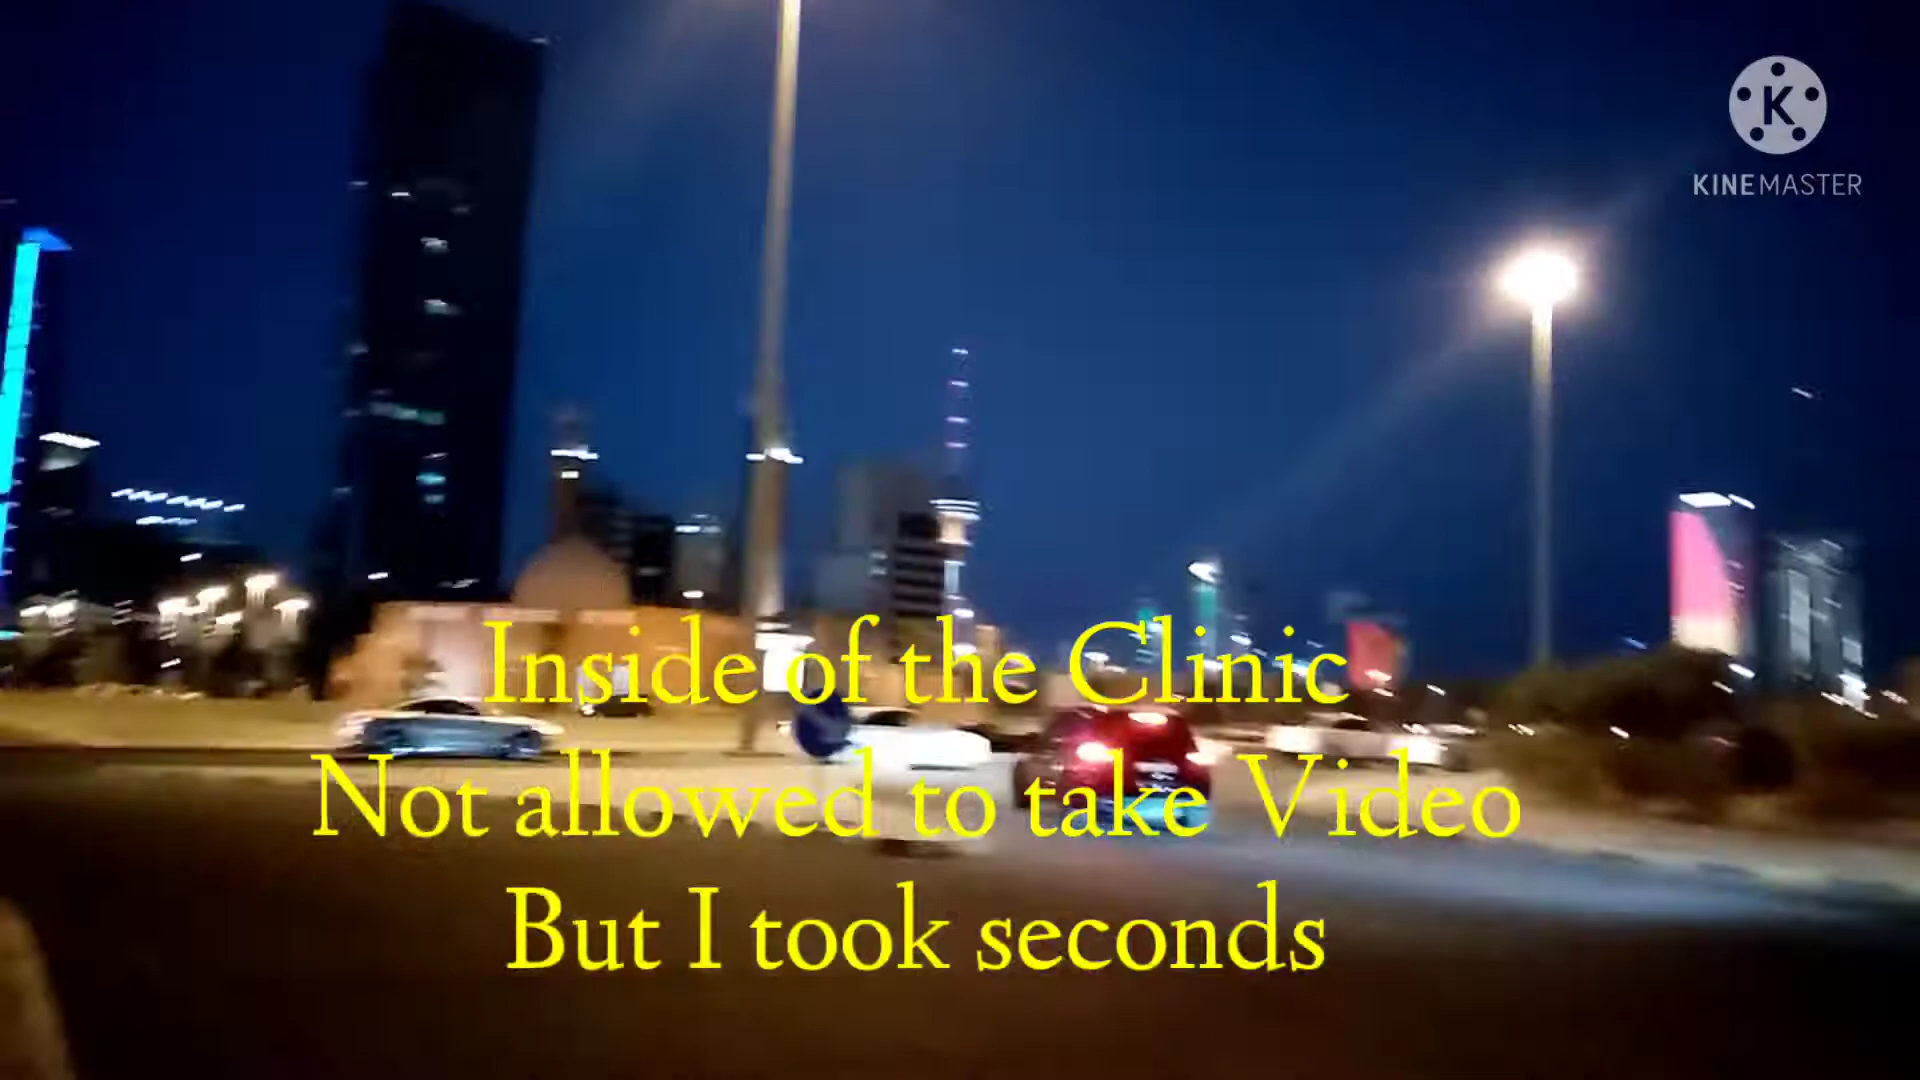 K
KINEMASTER
Inside of the Clinic
Not allowed to take Video
But I took seconds